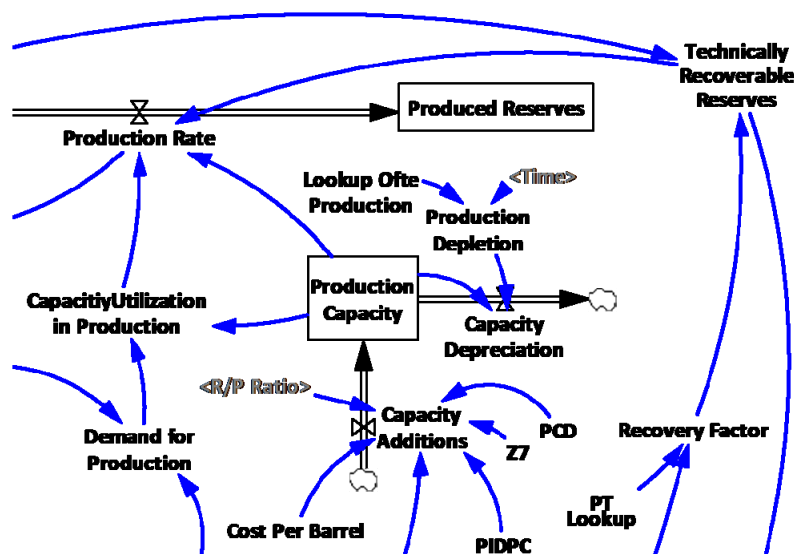 Technically
Recoverable
Reserves
Produced Reserves
Production Rate
Lookup Ofte
Production
<Time>
Production
Depletion
CapacitiyUtilization
in Production
Production
Capacity
Capacity
Depreciation
<R/P Ratio>
Capacity
Additions
PCD
Z7
Recovery Factor
Demand for
Production
PT
Lookup
Cost Per Barrel
PIDPC